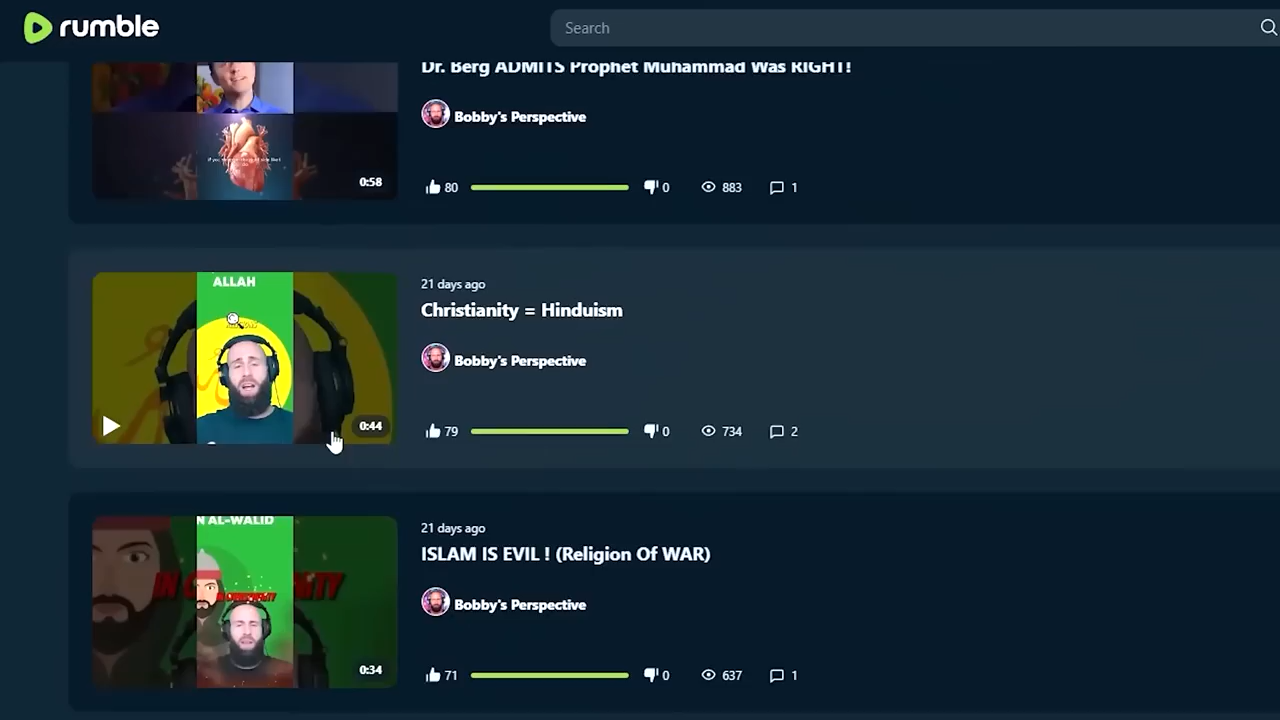 rumble
Search
Dr. Berg ADMITS Prophet Muhammad Was RIGHT!
Bobby's Perspective
0:58
80
0
883
1
ALLAH
21 days ago
Christianity = Hinduism
Bobby's Perspective
0:44
79
0
734
2
N AL-WALID
21 days ago
ISLAM IS EVIL ! (Religion Of WAR)
Bobby's Perspective
0:34
71
0
637
1